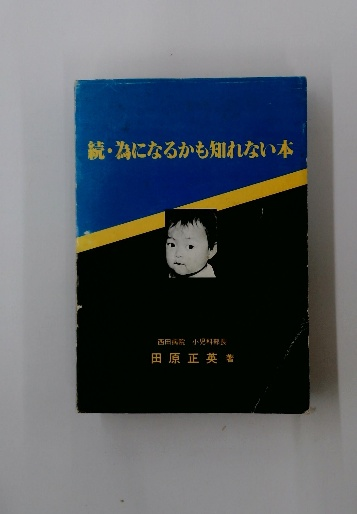 続・為になるかも知れない本
西田病院 小児科部長
田原正英 著